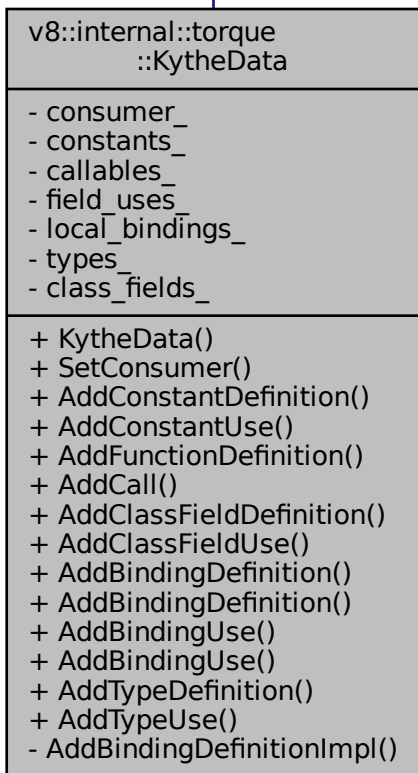 v8::internal::torque
::KytheData
- consumer_
- constants_
- callables_
- field_uses_
- local_bindings_
- types_
- class_fields_
+ KytheData()
+ SetConsumer()
+ AddConstantDefinition()
+ AddConstantUse()
+ AddFunctionDefinition()
+ AddCall()
+ AddClassFieldDefinition()
+ AddClassFieldUse()
+ AddBindingDefinition()
+ AddBindingDefinition()
+ AddBindingUse()
+ AddBindingUse()
+ AddTypeDefinition()
+ AddTypeUse()
- AddBindingDefinitionImpl()